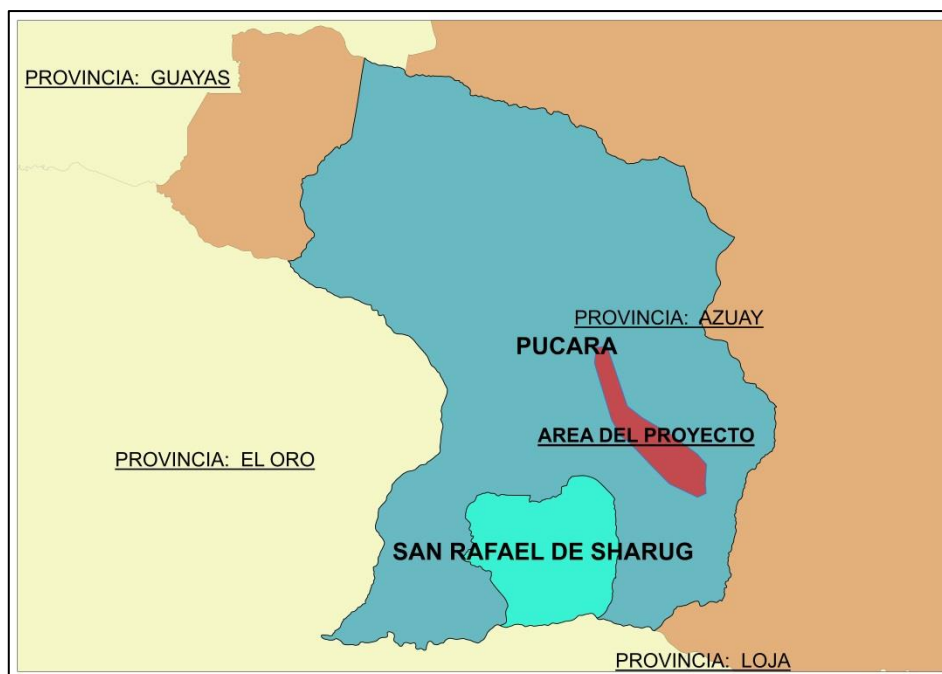 PROVINCIA: GUAYAS
PROVINCIA: AZUAY
PUCARA
AREA DEL PROYECTO
PROVINCIA: EL ORO
SAN RAFAEL DE SHARUG
PROVINCIA: LOJA